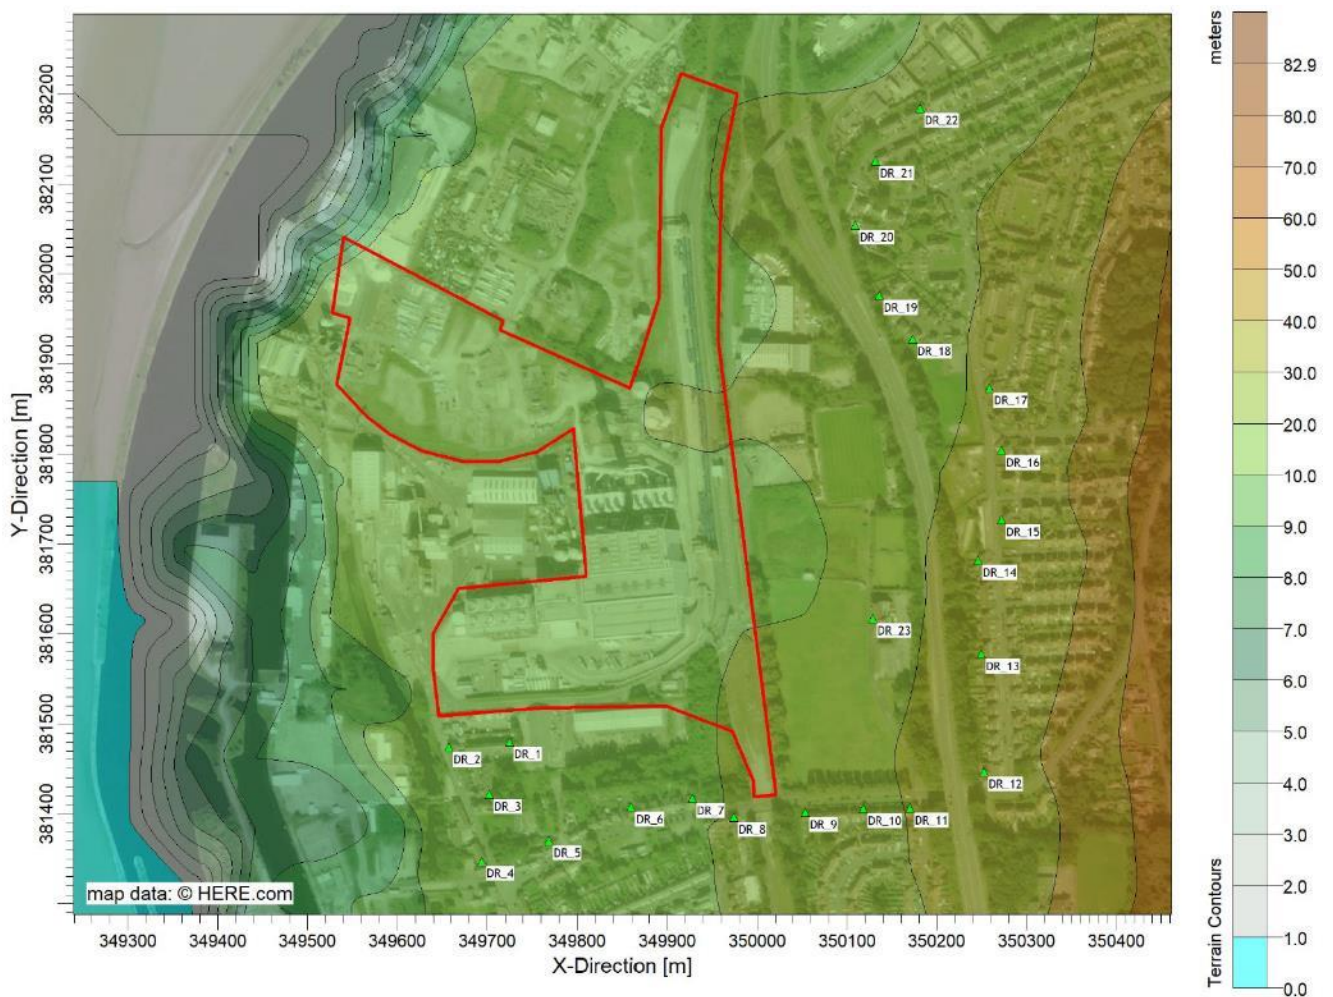 meters
82.9
80.0
70.0
60.0
50.0
40.0
30.0
20.0
10.0
9.0
8.0
7.0
6.0
5.0
4.0
3.0
2.0
1.0
0.0
Terrain Contours
Y-Direction [m]
382200
382100
382000
381900
381800
381700
381600
381500
381400
DR_22
DR_21
DR_20
DR_19
DR_18
DR_17
DR_16
DR_15
DR_14
DR_23
DR_13
DR_2
DR_1
DR_12
DR_3
DR_6
DR_7
DR_8
DR_9
DR_10
DR_11
DR_5
DR_4
map data: © HERE.com
349300 349400 349500 349600 349700 349800 349900 350000 350100 350200 350300 350400
X-Direction [m]